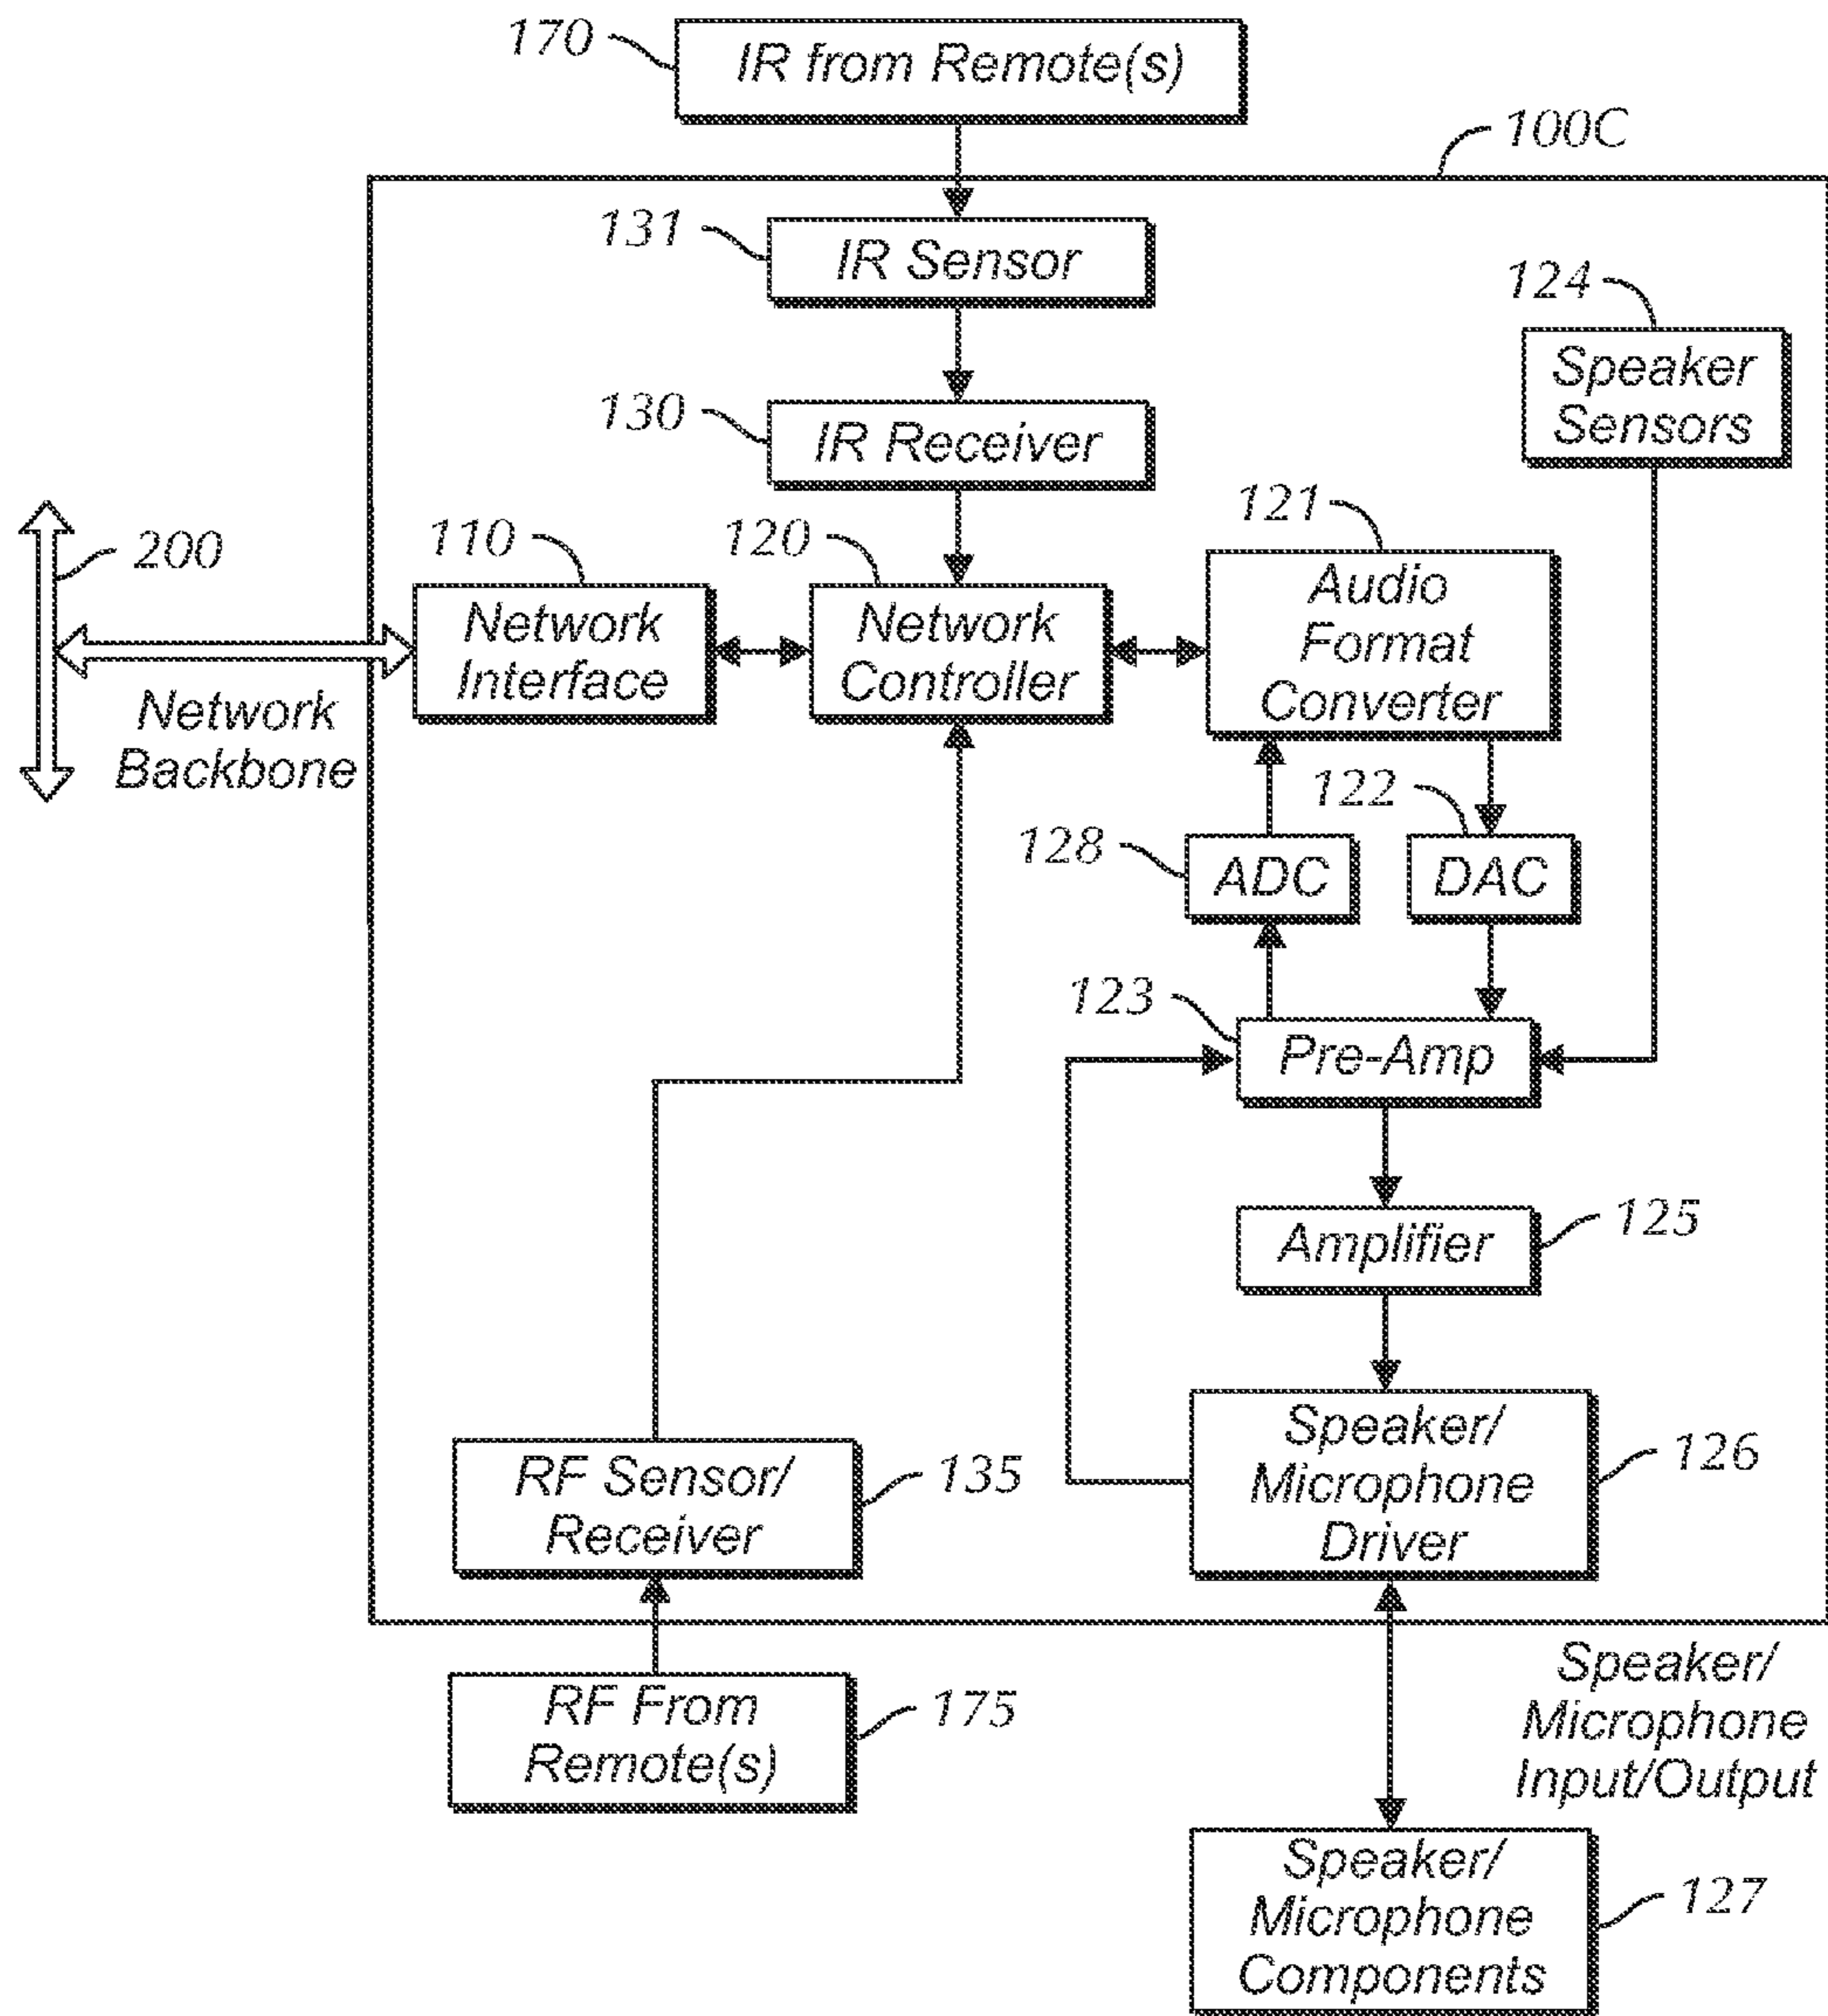 170
IR from Remote(s)
100C
131
IR Sensor
124
Speaker
Sensors
130
IR Receiver
200
110
Network
Interface
120
Network
Controller
121
Audio
Format
Converter
Network
Backbone
128
ADC
122
DAC
123
Pre-Amp
Amplifier
125
RF Sensor/
Receiver
135
Speaker/
Microphone
Driver
126
RF From
Remote(s)
175
Speaker/
Microphone
Input/Output
Speaker/
Microphone
Components
127